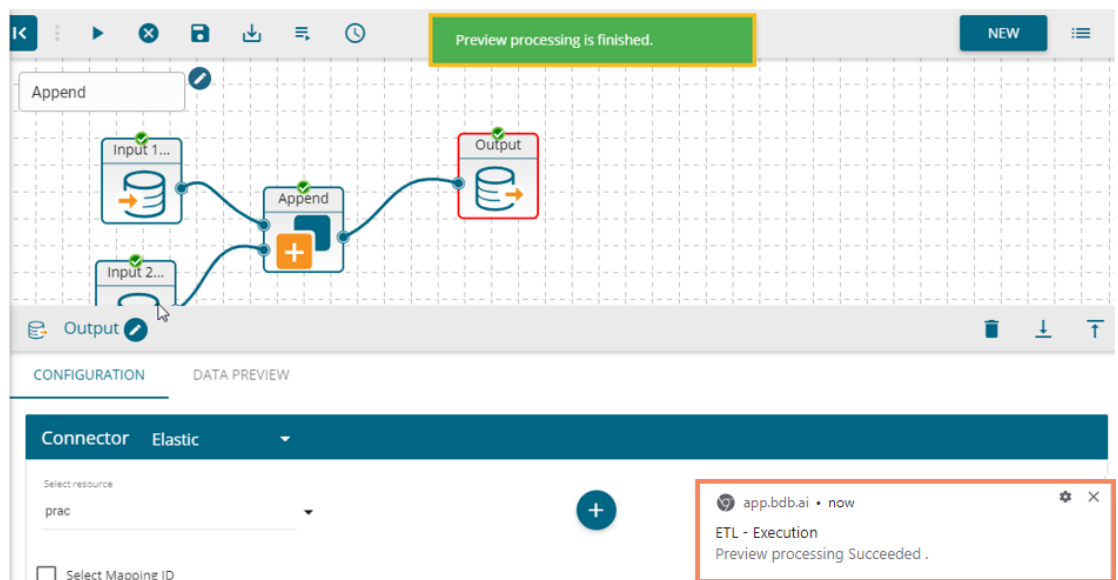 Preview processing is finished.
NEW
Append
Input 1...
Output
Append
Input 2...
Output
CONFIGURATION
DATA PREVIEW
Connector Elastic
Select resource
prac
app.bdb.ai • now
ETL - Execution
Preview processing Succeeded .
Select Mapping ID